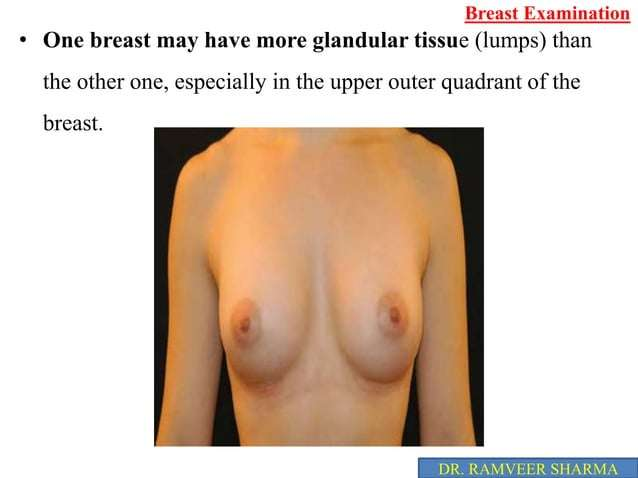 Breast Examination
• One breast may have more glandular tissue (lumps) than
the other one, especially in the upper outer quadrant of the
breast.
DR. RAMVEER SHARMA